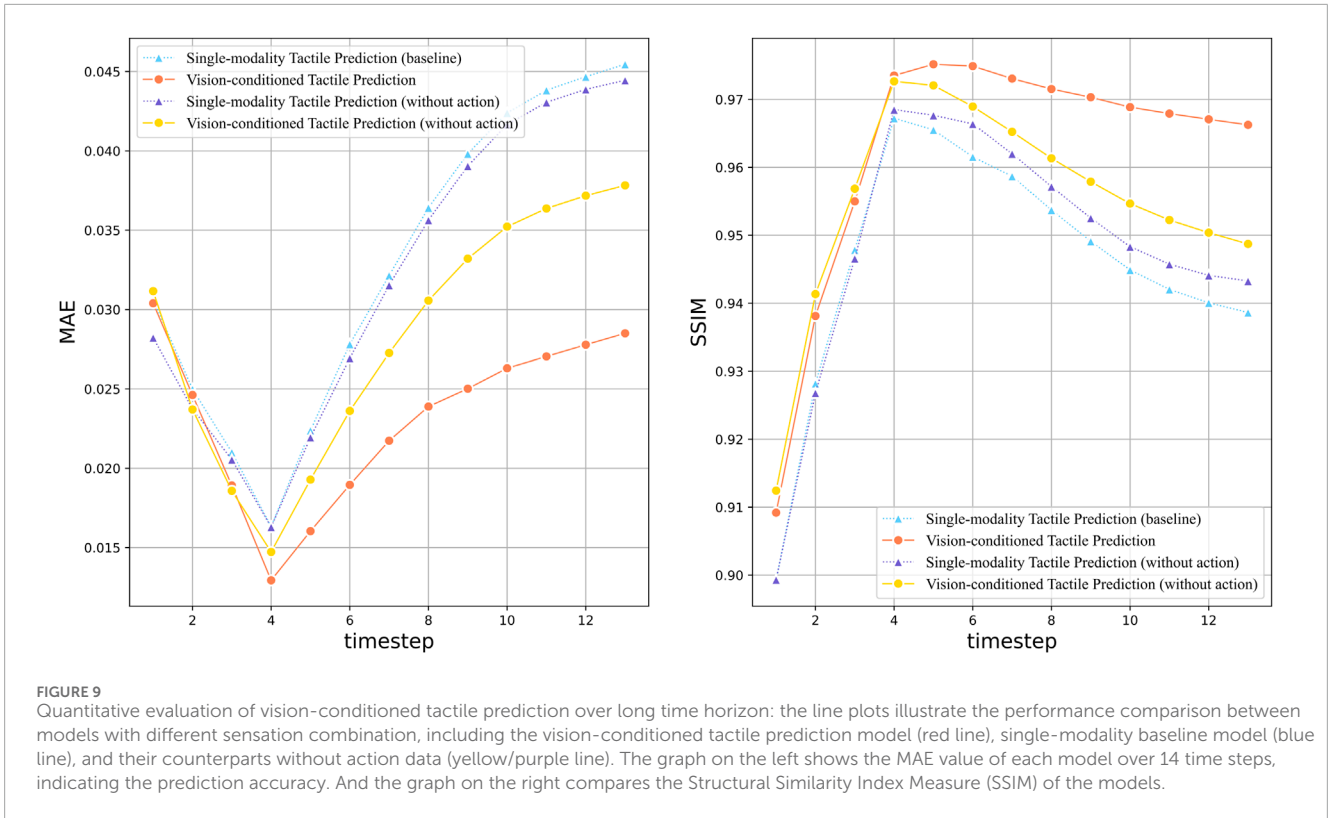 0.045
0.040
0.035
0.030
0.025
0.020
0.015
MAE
2 4 6 8 10 12
timestep
Single-modality Tactile Prediction (baseline)
Vision-conditioned Tactile Prediction
Single-modality Tactile Prediction (without action)
Vision-conditioned Tactile Prediction (without action)
0.97
0.96
0.95
0.94
0.93
0.92
0.91
0.90
SSIM
2 4 6 8 10 12
timestep
Single-modality Tactile Prediction (baseline)
Vision-conditioned Tactile Prediction
Single-modality Tactile Prediction (without action)
Vision-conditioned Tactile Prediction (without action)
FIGURE 9
Quantitative evaluation of vision-conditioned tactile prediction over long time horizon: the line plots illustrate the performance comparison between
models with different sensation combination, including the vision-conditioned tactile prediction model (red line), single-modality baseline model (blue
line), and their counterparts without action data (yellow/purple line). The graph on the left shows the MAE value of each model over 14 time steps,
indicating the prediction accuracy. And the graph on the right compares the Structural Similarity Index Measure (SSIM) of the models.